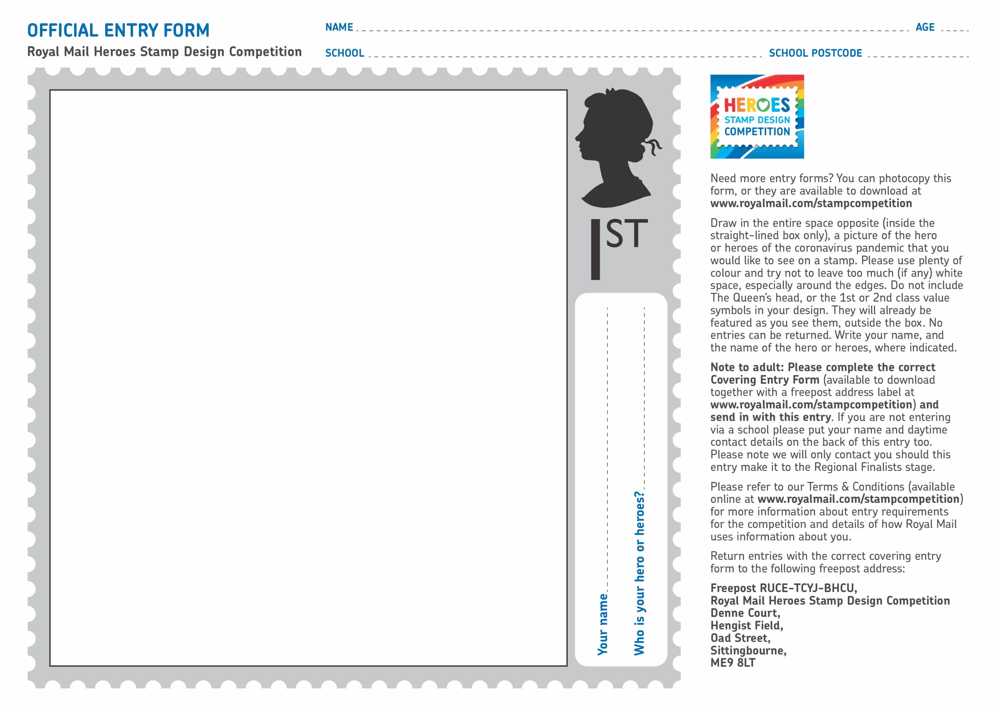 OFFICIAL ENTRY FORM
Royal Mail Heroes Stamp Design Competition
NAME
AGE
SCHOOL
SCHOOL POSTCODE
1ST
Your name
Who is your hero or heroes?
HEROES
STAMP DESIGN
COMPETITION
Need more entry forms? You can photocopy this
form, or they are available to download at
www.royalmail.com/stampcompetition
Draw in the entire space opposite (inside the
straight-lined box only), a picture of the hero
or heroes of the coronavirus pandemic that you
would like to see on a stamp. Please use plenty of
colour and try not to leave too much (if any) white
space, especially around the edges. Do not include
The Queen's head, or the 1st or 2nd class value
symbols in your design. They will already be
featured as you see them, outside the box. No
entries can be returned. Write your name, and
the name of the hero or heroes, where indicated.
Note to adult: Please complete the correct
Covering Entry Form (available to download
together with a freepost address label at
www.royalmail.com/stampcompetition) and
send in with this entry. If you are not entering
via a school please put your name and daytime
contact details on the back of this entry too.
Please note we will only contact you should this
entry make it to the Regional Finalists stage.
Please refer to our Terms & Conditions (available
online at www.royalmail.com/stampcompetition)
for more information about entry requirements
for the competition and details of how Royal Mail
uses information about you.
Return entries with the correct covering entry
form to the following freepost address:
Freepost RUCE-TCYJ-BHCU,
Royal Mail Heroes Stamp Design Competition
Denne Court,
Hengist Field,
Oad Street,
Sittingbourne,
ME9 8LT